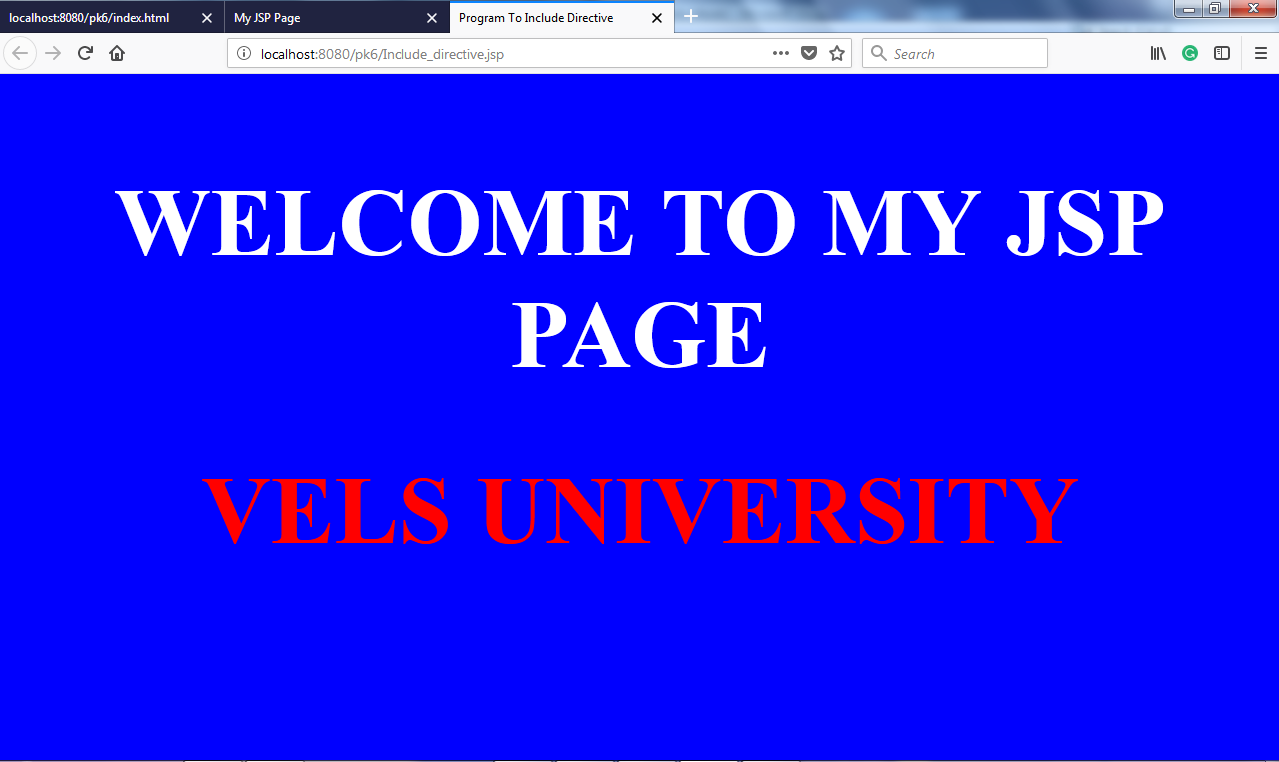 localhost:8080/pk6/index.html
My JSP Page
Program To Include Directive
localhost:8080/pk6/Include_directive.jsp
Search
WELCOME TO MY JSP
PAGE
VELS UNIVERSITY